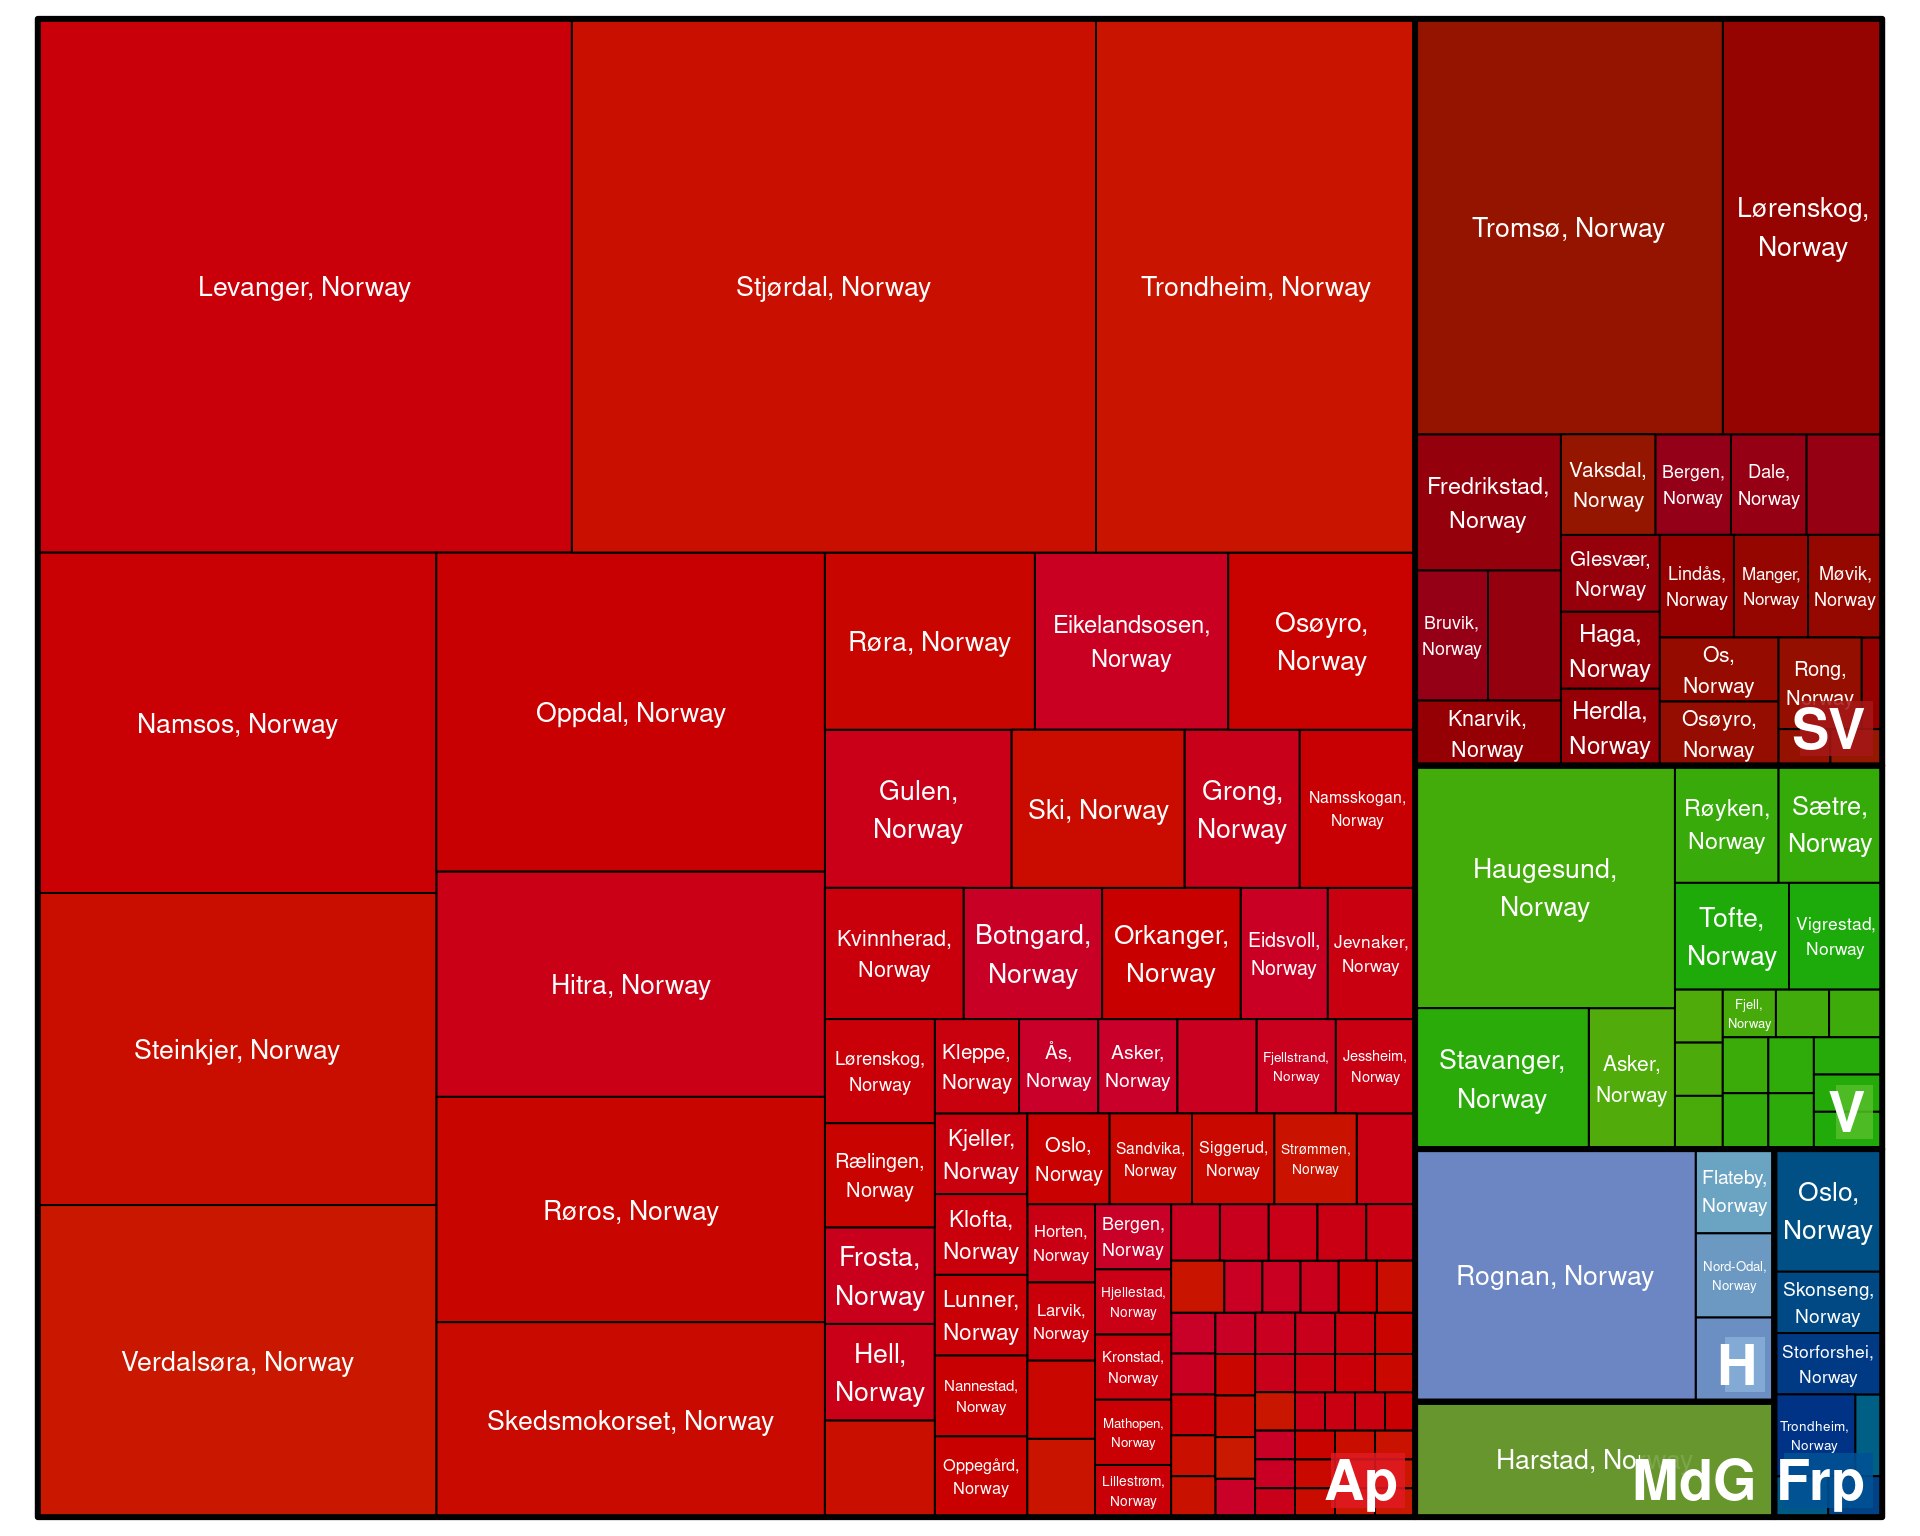 Levanger, Norway
Stjørdal, Norway
Trondheim, Norway
Namsos, Norway
Steinkjer, Norway
Verdalsøra, Norway
Oppdal, Norway
Hitra, Norway
Røros, Norway
Skedsmokorset, Norway
Røra, Norway
Eikelandsosen,
Norway
Osøyro,
Norway
Gulen,
Norway
Ski, Norway
Grong,
Norway
Namsskogan,
Norway
Kvinnherad,
Norway
Botngard,
Norway
Orkanger,
Norway
Eidsvoll,
Norway
Jevnaker,
Norway
Lørenskog,
Norway
Rælingen,
Norway
Frosta,
Norway
Hell,
Norway
Kleppe,
Norway
Ås,
Norway
Asker,
Norway
Fjellstrand,
Norway
Jessheim,
Norway
Kjeller,
Norway
Klofta,
Norway
Lunner,
Norway
Nannestad,
Norway
Oppegård,
Norway
Oslo,
Norway
Sandvika,
Norway
Siggerud,
Norway
Strømmen,
Norway
Horten,
Norway
Larvik,
Norway
Bergen,
Norway
Hjellestad,
Norway
Kronstad,
Norway
Mathopen,
Norway
Lillestrøm,
Norway
Ap
Tromsø, Norway
Lørenskog,
Norway
Fredrikstad,
Norway
Bruvik,
Norway
Knarvik,
Norway
Vaksdal,
Norway
Bergen,
Norway
Dale,
Norway
Glesvær,
Norway
Haga,
Norway
Herdla,
Norway
Lindås,
Norway
Manger,
Norway
Møvik,
Norway
Os,
Norway
Osøyro,
Norway
Rong,
Norway
SV
Haugesund,
Norway
Stavanger,
Norway
Asker,
Norway
Røyken,
Norway
Sætre,
Norway
Tofte,
Norway
Vigrestad,
Norway
Fjell,
Norway
V
Rognan, Norway
Flateby,
Norway
Nord-Odal,
Norway
H
Harstad, Norway
MdG
Oslo,
Norway
Skonseng,
Norway
Storforshei,
Norway
Trondheim,
Norway
Frp